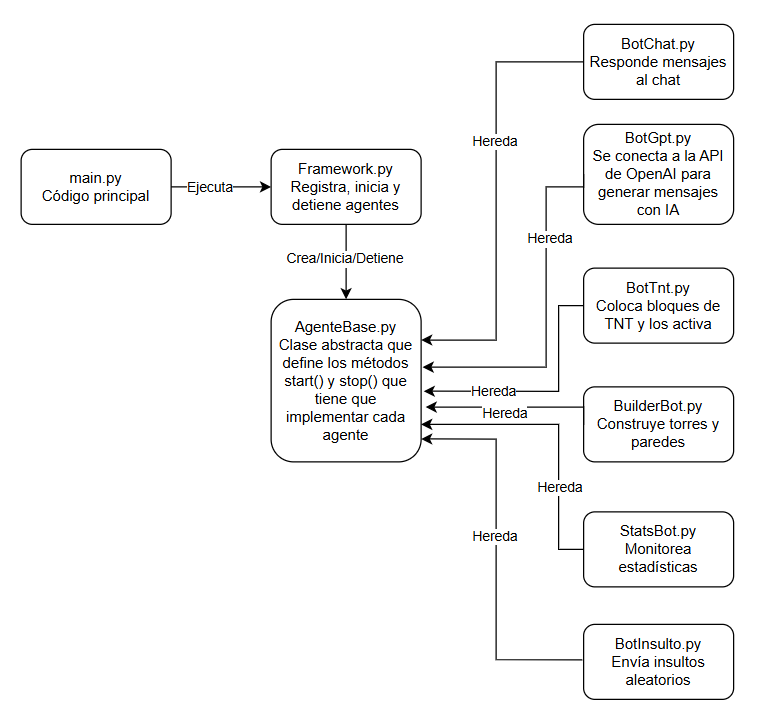 BotChat.py
Responde mensajes
al chat
Hereda
BotGpt.py
Se conecta a la API
de OpenAI para
generar mensajes
con IA
main.py
Código principal
Ejecuta
Framework.py
Registra, inicia y
detiene agentes
Hereda
Crea/Inicia/Detiene
BotTnt.py
Coloca bloques de
TNT y los activa
AgenteBase.py
Clase abstracta que
define los métodos
start() y stop() que
tiene que
implementar cada
agente
Hereda
Hereda
BuilderBot.py
Construye torres y
paredes
Hereda
StatsBot.py
Monitorea
estadísticas
Hereda
BotInsulto.py
Envía insultos
aleatorios